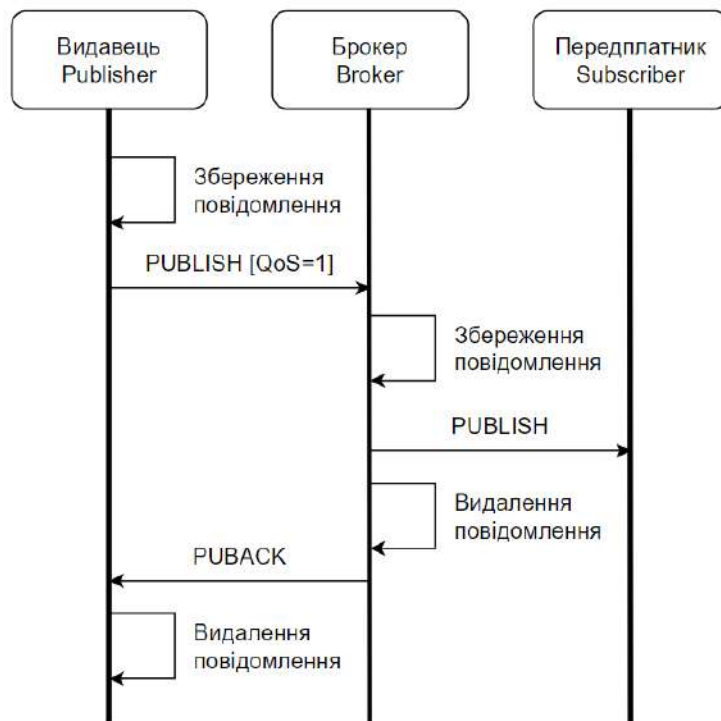 Видавець
Publisher
Брокер
Broker
Передплатник
Subscriber
Збереження
повідомлення
PUBLISH [QoS=1]
Збереження
повідомлення
PUBLISH
Видалення
повідомлення
PUBACK
Видалення
повідомлення